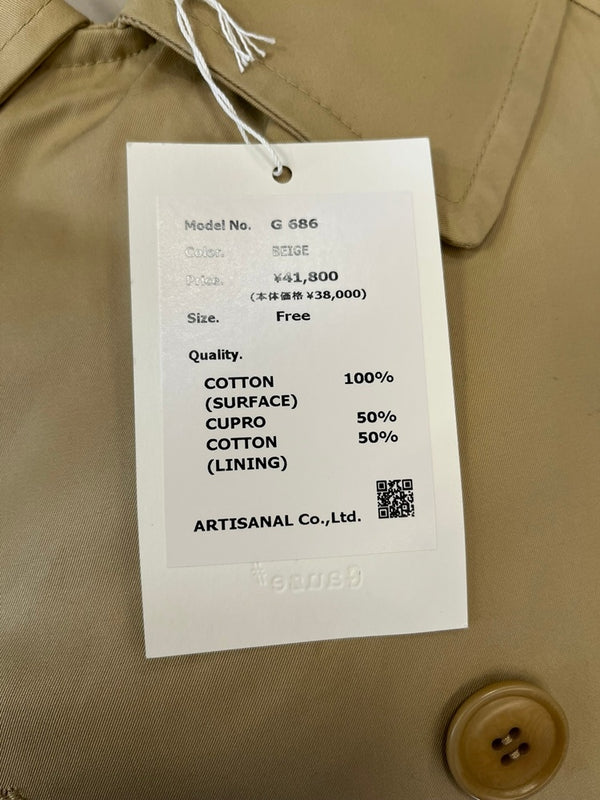 Model No. G 686
Color. BEIGE
Price. ¥41,800
(本体価格 ¥38,000)
Size. Free
Quality.
COTTON 100%
(SURFACE)
CUPRO 50%
COTTON 50%
(LINING)
ARTISANAL Co.,Ltd.
Gauze#